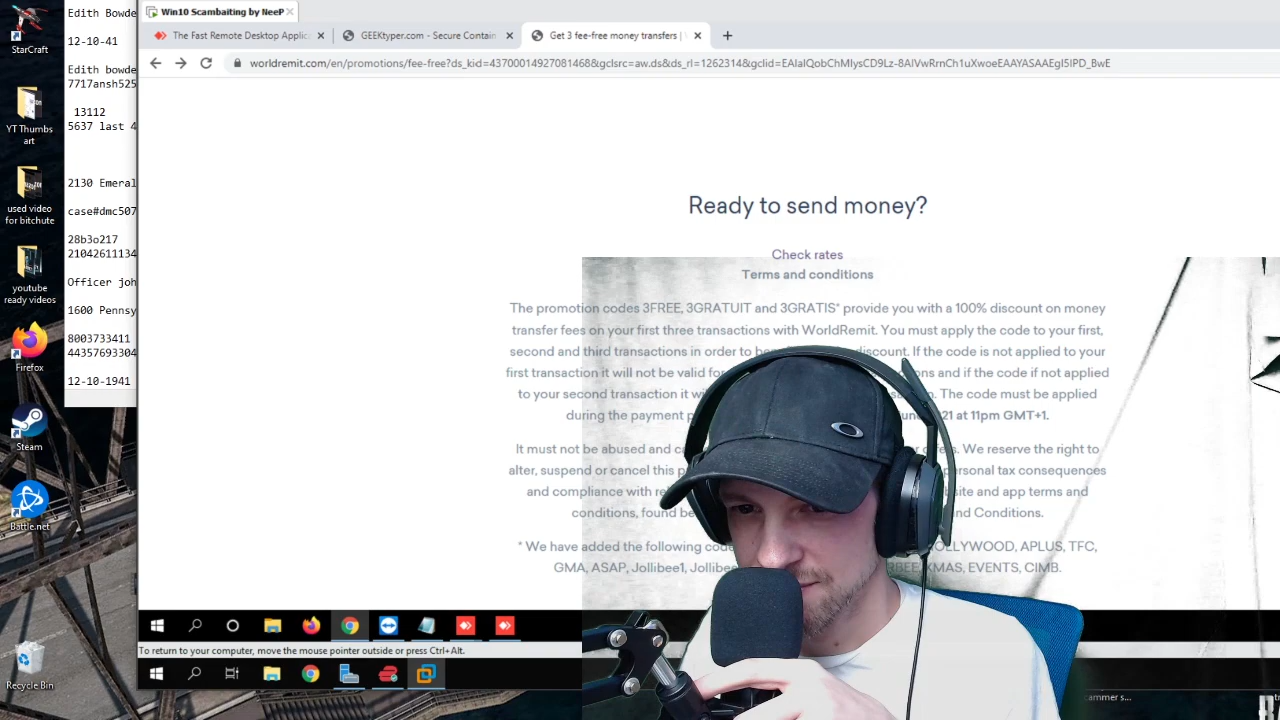 Win10 Scambaiting by NeeP
The Fast Remote Desktop Applic
GEEKtyper.com - Secure Contain
Get 3 fee-free money transfers |
worldremit.com/en/promotions/fee-free?ds_kid=43700014927081468&gclsrc=aw.ds&ds_rl=1262314&gclid=EAIaIQobChMIysCD9Lz-8AIVwRrnCh1uXwoeEAAYASAAEgI5IPD_BwE
Edith Bowde
12-10-41
Edith bowde
7717ansh525
13112
5637 last 4
2130 Emeral
case#dmc507
28b3o217
21042611134
Officer joh
1600 Pennsy
8003733411
44357693304
12-10-1941
StarCraft
YT Thumbs
art
used video
for bitchute
youtube
ready videos
Firefox
Steam
Battle.net
Recycle Bin
Ready to send money?
Check rates
Terms and conditions
The promotion codes 3FREE, 3GRATUIT and 3GRATIS* provide you with a 100% discount on money
transfer fees on your first three transactions with WorldRemit. You must apply the code to your first,
second and third transactions in order to discount. If the code is not applied to your
first transaction it will not be valid for and if the code if not applied
to your second transaction it The code must be applied
during the payment 21 at 11pm GMT+1.
It must not be abused and We reserve the right to
alter, suspend or cancel this personal tax consequences
and compliance with and app terms and
conditions, found Conditions.
* We have added the following TFC,
GMA, ASAP, Jollibee1, XMAS, EVENTS, CIMB.
To return to your computer, move the mouse pointer outside or press Ctrl+Alt.